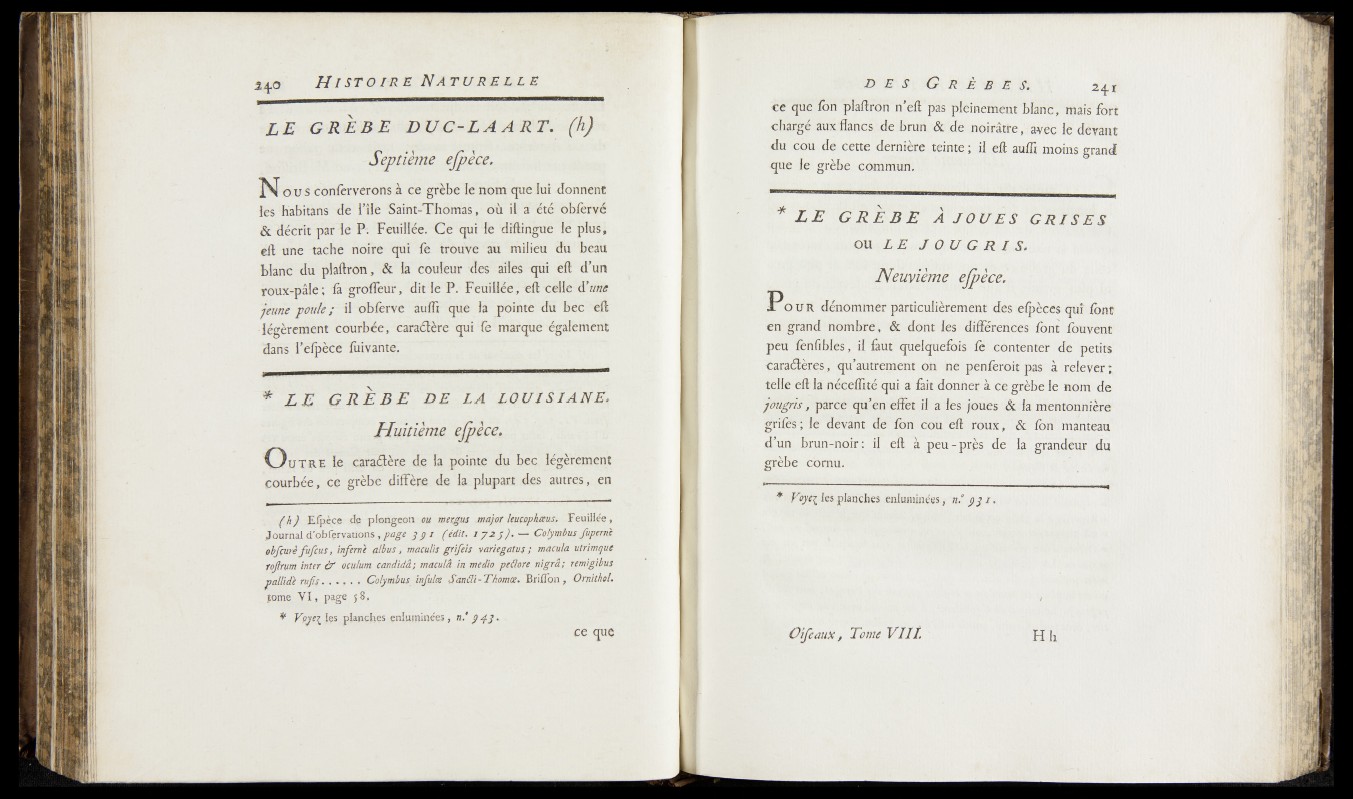 240 HISTOIRE NATURELLE
LE GRÈBE DUC-LAART. (h)
Septième eſpèce.
Nous conſerverons à ce grèbe le nom que lui donnent
les habitans de l'île Saint-Thomas, où il a été obſervé
& décrit par le P. Feuillée. Ce qui le diſtingue le plus,
eſt une tache noire qui ſe trouve au milieu du beau
blanc du plaſtron, & la couleur des ailes qui eſt d'un
roux-pâle; ſa groſſeur, dit le P. Feuillée, eſt celle d'une
jeune poule; il obſerve auſſi que la pointe du bec eſt
légèrement courbée, caractère qui ſe marque également
dans l'eſpèce ſuivante.
* LE GRÈBE DE LA LOUISIANE.
Huitième eſpèce.
OUTRE le caractère de la pointe du bec légèrement
courbée, ce grèbe diffère de la plupart des autres, en
(h) Eſpèce de plongeon ou mergus major leucophæus. Feuillée,
Journal d'obſervations, page 391 (édit. 1725). — Colymbus ſupernè
obſcurè fuſcus, infernè albus, maculis griſeis variegatus; macula utrimque
roſtrum inter & oculum candidâ; maculâ in medio pectore nigrâ; remigibus
pallidè rufis...... Colymbus inſulæ Sancti-Thomæ. Briſſon, Ornithol.
tome VI, page 58.
* Voyez les planches enluminées, n.° 943.
ce que
DES GRÈBES. 241
ce que ſon plaſtron n'eſt pas pleinement blanc, mais fort
chargé aux flancs de brun & de noirâtre, avec le devant
du cou de cette dernière teinte; il eſt auſſi moins grand
que le grèbe commun.
* LE GRÈBE À JOUES GRISES
ou LE JOUGRIS.
Neuvième eſpèce.
POUR dénommer particulièrement des eſpèces qui ſont
en grand nombre, & dont les différences ſont ſouvent
peu ſenſibles, il faut quelquefois ſe contenter de petits
caractères, qu'autrement on ne penſeroit pas à relever;
telle eſt la néceſſité qui a fait donner à ce grèbe le nom de
jougris, parce qu'en effet il a les joues & la mentonnière
griſes; le devant de ſon cou eſt roux, & ſon manteau
d'un brun-noir: il eſt à peu-près de la grandeur du
grèbe cornu.
* Voyez les planches enluminées, n.° 931.
Oiſeaux, Tome VIII. Hh